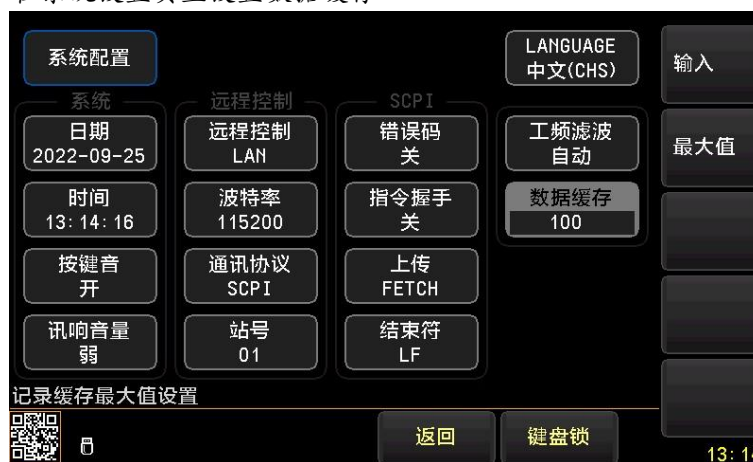 系统配置
LANGUAGE
中文(CHS)
输入
系统
远程控制
SCPI
日期
2022-09-25
远程控制
LAN
错误码
关
工频滤波
自动
最大值
时间
13:14:16
波特率
115200
指令握手
关
数据缓存
100
按键音
开
通讯协议
SCPI
上传
FETCH
讯响音量
弱
站号
01
结束符
LF
记录缓存最大值设置
返回
键盘锁